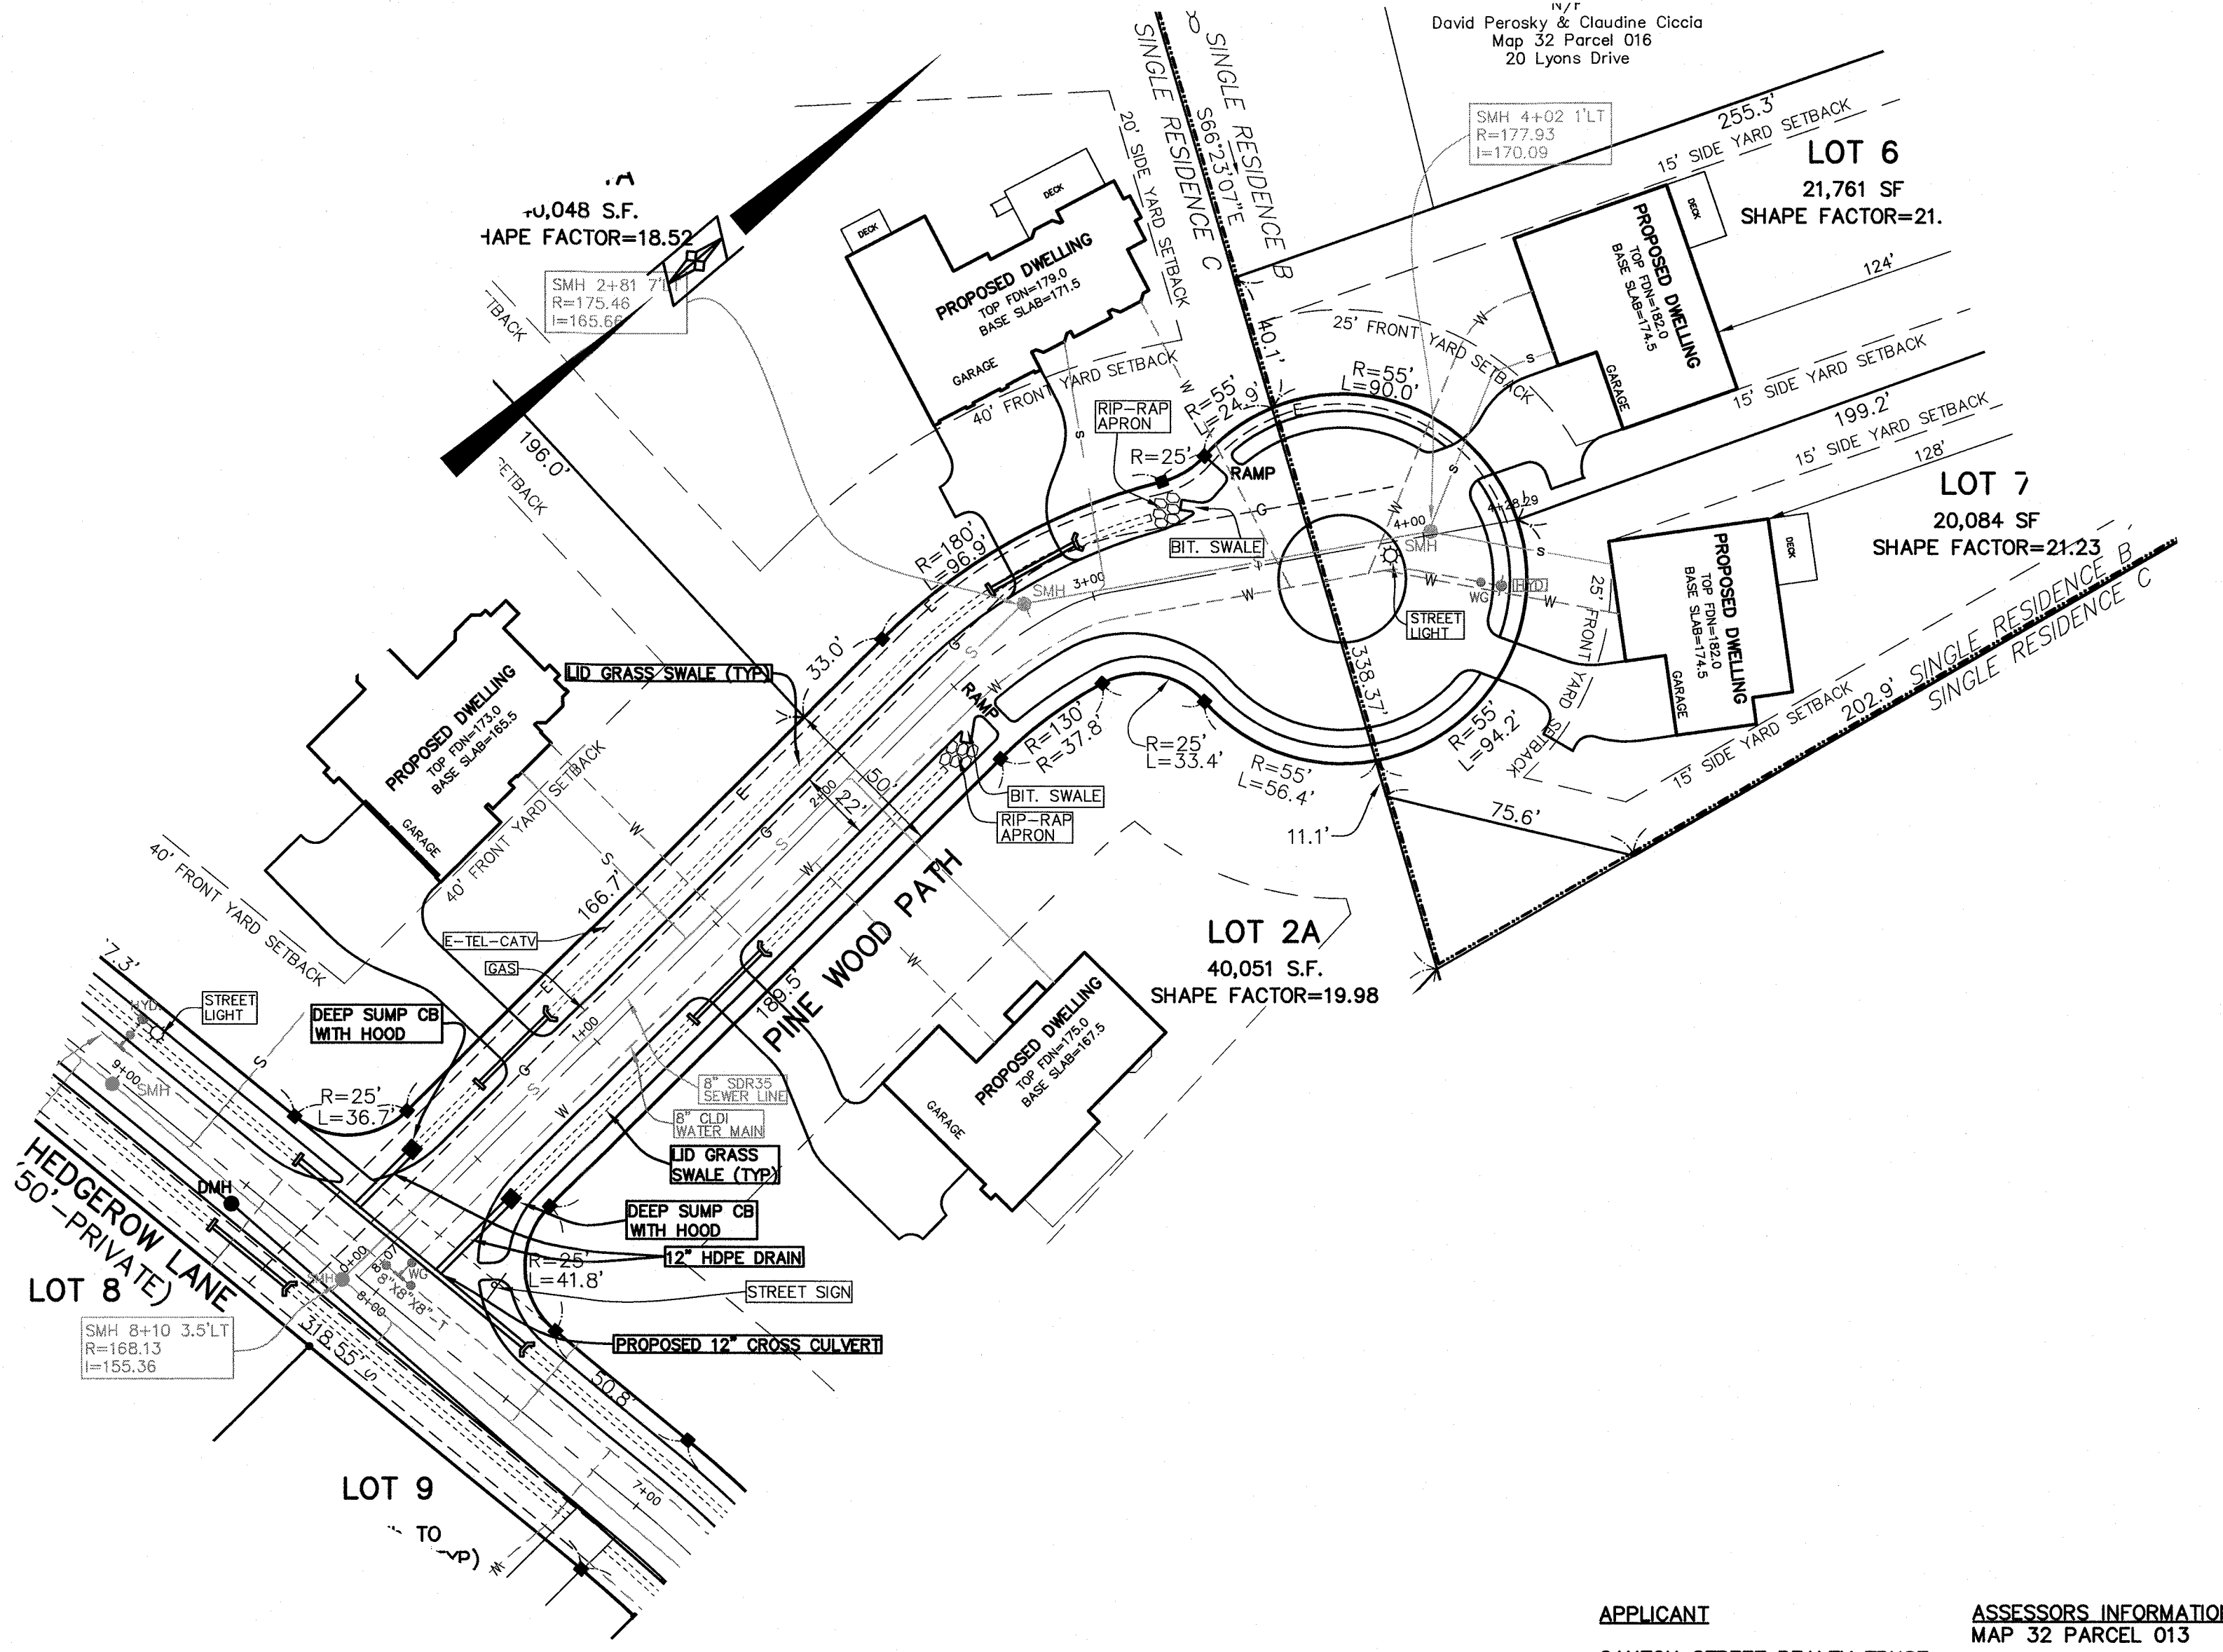 N/F
David Perosky & Claudine Ciccia
Map 32 Parcel 016
20 Lyons Drive
SINGLE RESIDENCE B
SINGLE RESIDENCE C
S66°23'07"E
20' SIDE YARD SETBACK
SMH 4+02 1'LT
R=177.93
I=170.09
255.3'
15' SIDE YARD SETBACK
LOT 6
21,761 SF
SHAPE FACTOR=21.
DECK
PROPOSED DWELLING
TOP FDN=182.0
BASE SLAB=174.5
GARAGE
124'
15' SIDE YARD SETBACK
199.2'
15' SIDE YARD SETBACK
128'
LOT 7
20,084 SF
SHAPE FACTOR=21.23
DECK
PROPOSED DWELLING
TOP FDN=182.0
BASE SLAB=174.5
GARAGE
25' FRONT YARD SETBACK
15' SIDE YARD SETBACK
202.9'
SINGLE RESIDENCE B
SINGLE RESIDENCE C
40,048 S.F.
HAPE FACTOR=18.52
SMH 2+81 7'LT
R=175.46
I=165.66
TBACK
SETBACK
196.0'
DECK
DECK
PROPOSED DWELLING
TOP FDN=179.0
BASE SLAB=171.5
GARAGE
40' FRONT YARD SETBACK
40.1'
25' FRONT YARD SETBACK
R=55'
L=90.0'
R=55'
L=24.9'
RIP-RAP
APRON
R=25'
RAMP
BIT. SWALE
R=180'
L=96.9'
SMH
3+00
4+00
4+28.29
SMH
WG
HYD
STREET
LIGHT
338.37'
33.0'
LID GRASS SWALE (TYP)
RAMP
R=130'
R=37.8'
R=25'
L=33.4'
R=55'
L=56.4'
R=55'
L=94.2'
BIT. SWALE
RIP-RAP
APRON
11.1'
75.6'
2+00
22'
50'
PROPOSED DWELLING
TOP FDN=173.0
BASE SLAB=165.5
GARAGE
40' FRONT YARD SETBACK
40' FRONT YARD SETBACK
166.7'
E-TEL-CATV
GAS
PINE WOOD PATH
189.5'
1+00
LOT 2A
40,051 S.F.
SHAPE FACTOR=19.98
PROPOSED DWELLING
TOP FDN=175.0
BASE SLAB=167.5
GARAGE
7.3'
HYD.
STREET
LIGHT
DEEP SUMP CB
WITH HOOD
9+00
SMH
R=25'
L=36.7'
8" SDR35
SEWER LINE
8" CLDI
WATER MAIN
LID GRASS
SWALE (TYP)
DEEP SUMP CB
WITH HOOD
12" HDPE DRAIN
R=25'
L=41.8'
STREET SIGN
PROPOSED 12" CROSS CULVERT
DMH
HEDGEROW LANE
(50'-PRIVATE)
LOT 8
SMH
0+00
8+07
WG
8"X8"X8"-T
8+00
SMH 8+10 3.5'LT
R=168.13
I=155.36
318.55'
50.8'
LOT 9
TO
7+00
APPLICANT
ASSESSORS INFORMATION
MAP 32 PARCEL 013